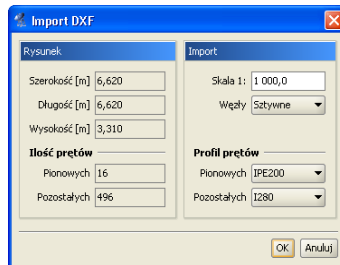 Import DXF
Rysunek
Szerokość [m] 6,620
Długość [m] 6,620
Wysokość [m] 3,310
Ilość prętów
Pionowych 16
Pozostałych 496
Import
Skala 1: 1 000,0
Węzły Sztywne
Profil prętów
Pionowych IPE200
Pozostałych I280
OK Anuluj